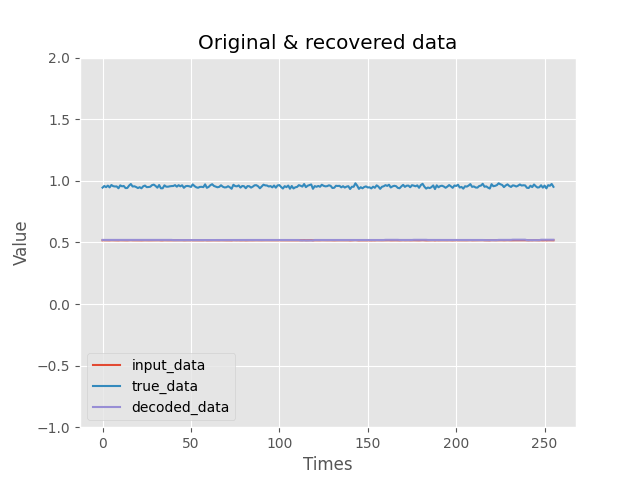 Original & recovered data
2.0
1.5
1.0
0.5
0.0
−0.5
−1.0
Value
input_data
true_data
decoded_data
0 50 100 150 200 250
Times